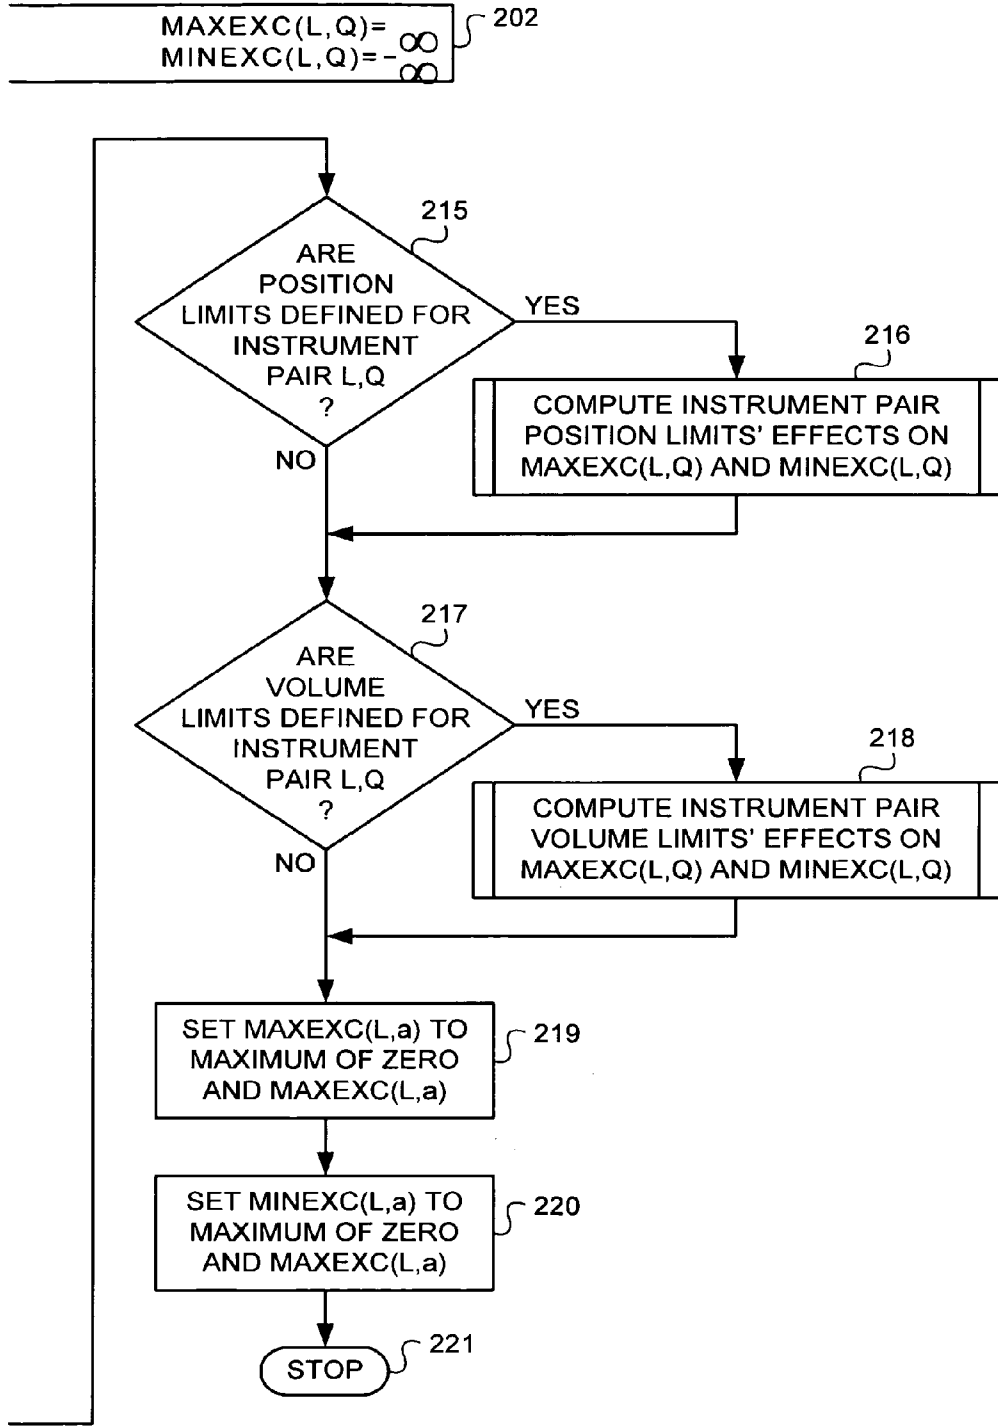 MAXEXC(L,Q)= ∞
MINEXC(L,Q)=-∞
202
215
ARE
POSITION
LIMITS DEFINED FOR
INSTRUMENT
PAIR L,Q
?
YES
NO
216
COMPUTE INSTRUMENT PAIR
POSITION LIMITS' EFFECTS ON
MAXEXC(L,Q) AND MINEXC(L,Q)
217
ARE
VOLUME
LIMITS DEFINED FOR
INSTRUMENT
PAIR L,Q
?
YES
NO
218
COMPUTE INSTRUMENT PAIR
VOLUME LIMITS' EFFECTS ON
MAXEXC(L,Q) AND MINEXC(L,Q)
SET MAXEXC(L,a) TO
MAXIMUM OF ZERO
AND MAXEXC(L,a)
219
SET MINEXC(L,a) TO
MAXIMUM OF ZERO
AND MAXEXC(L,a)
220
STOP
221